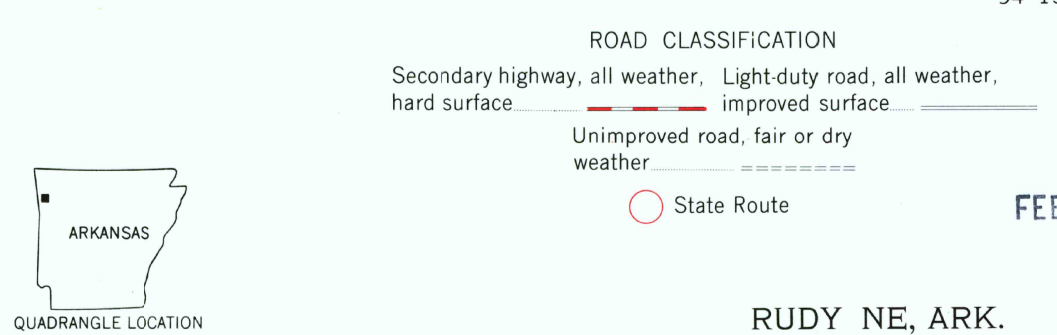 ROAD CLASSIFICATION
Secondary highway, all weather,
hard surface
Light-duty road, all weather,
improved surface
Unimproved road, fair or dry
weather
State Route
ARKANSAS
QUADRANGLE LOCATION
RUDY NE, ARK.